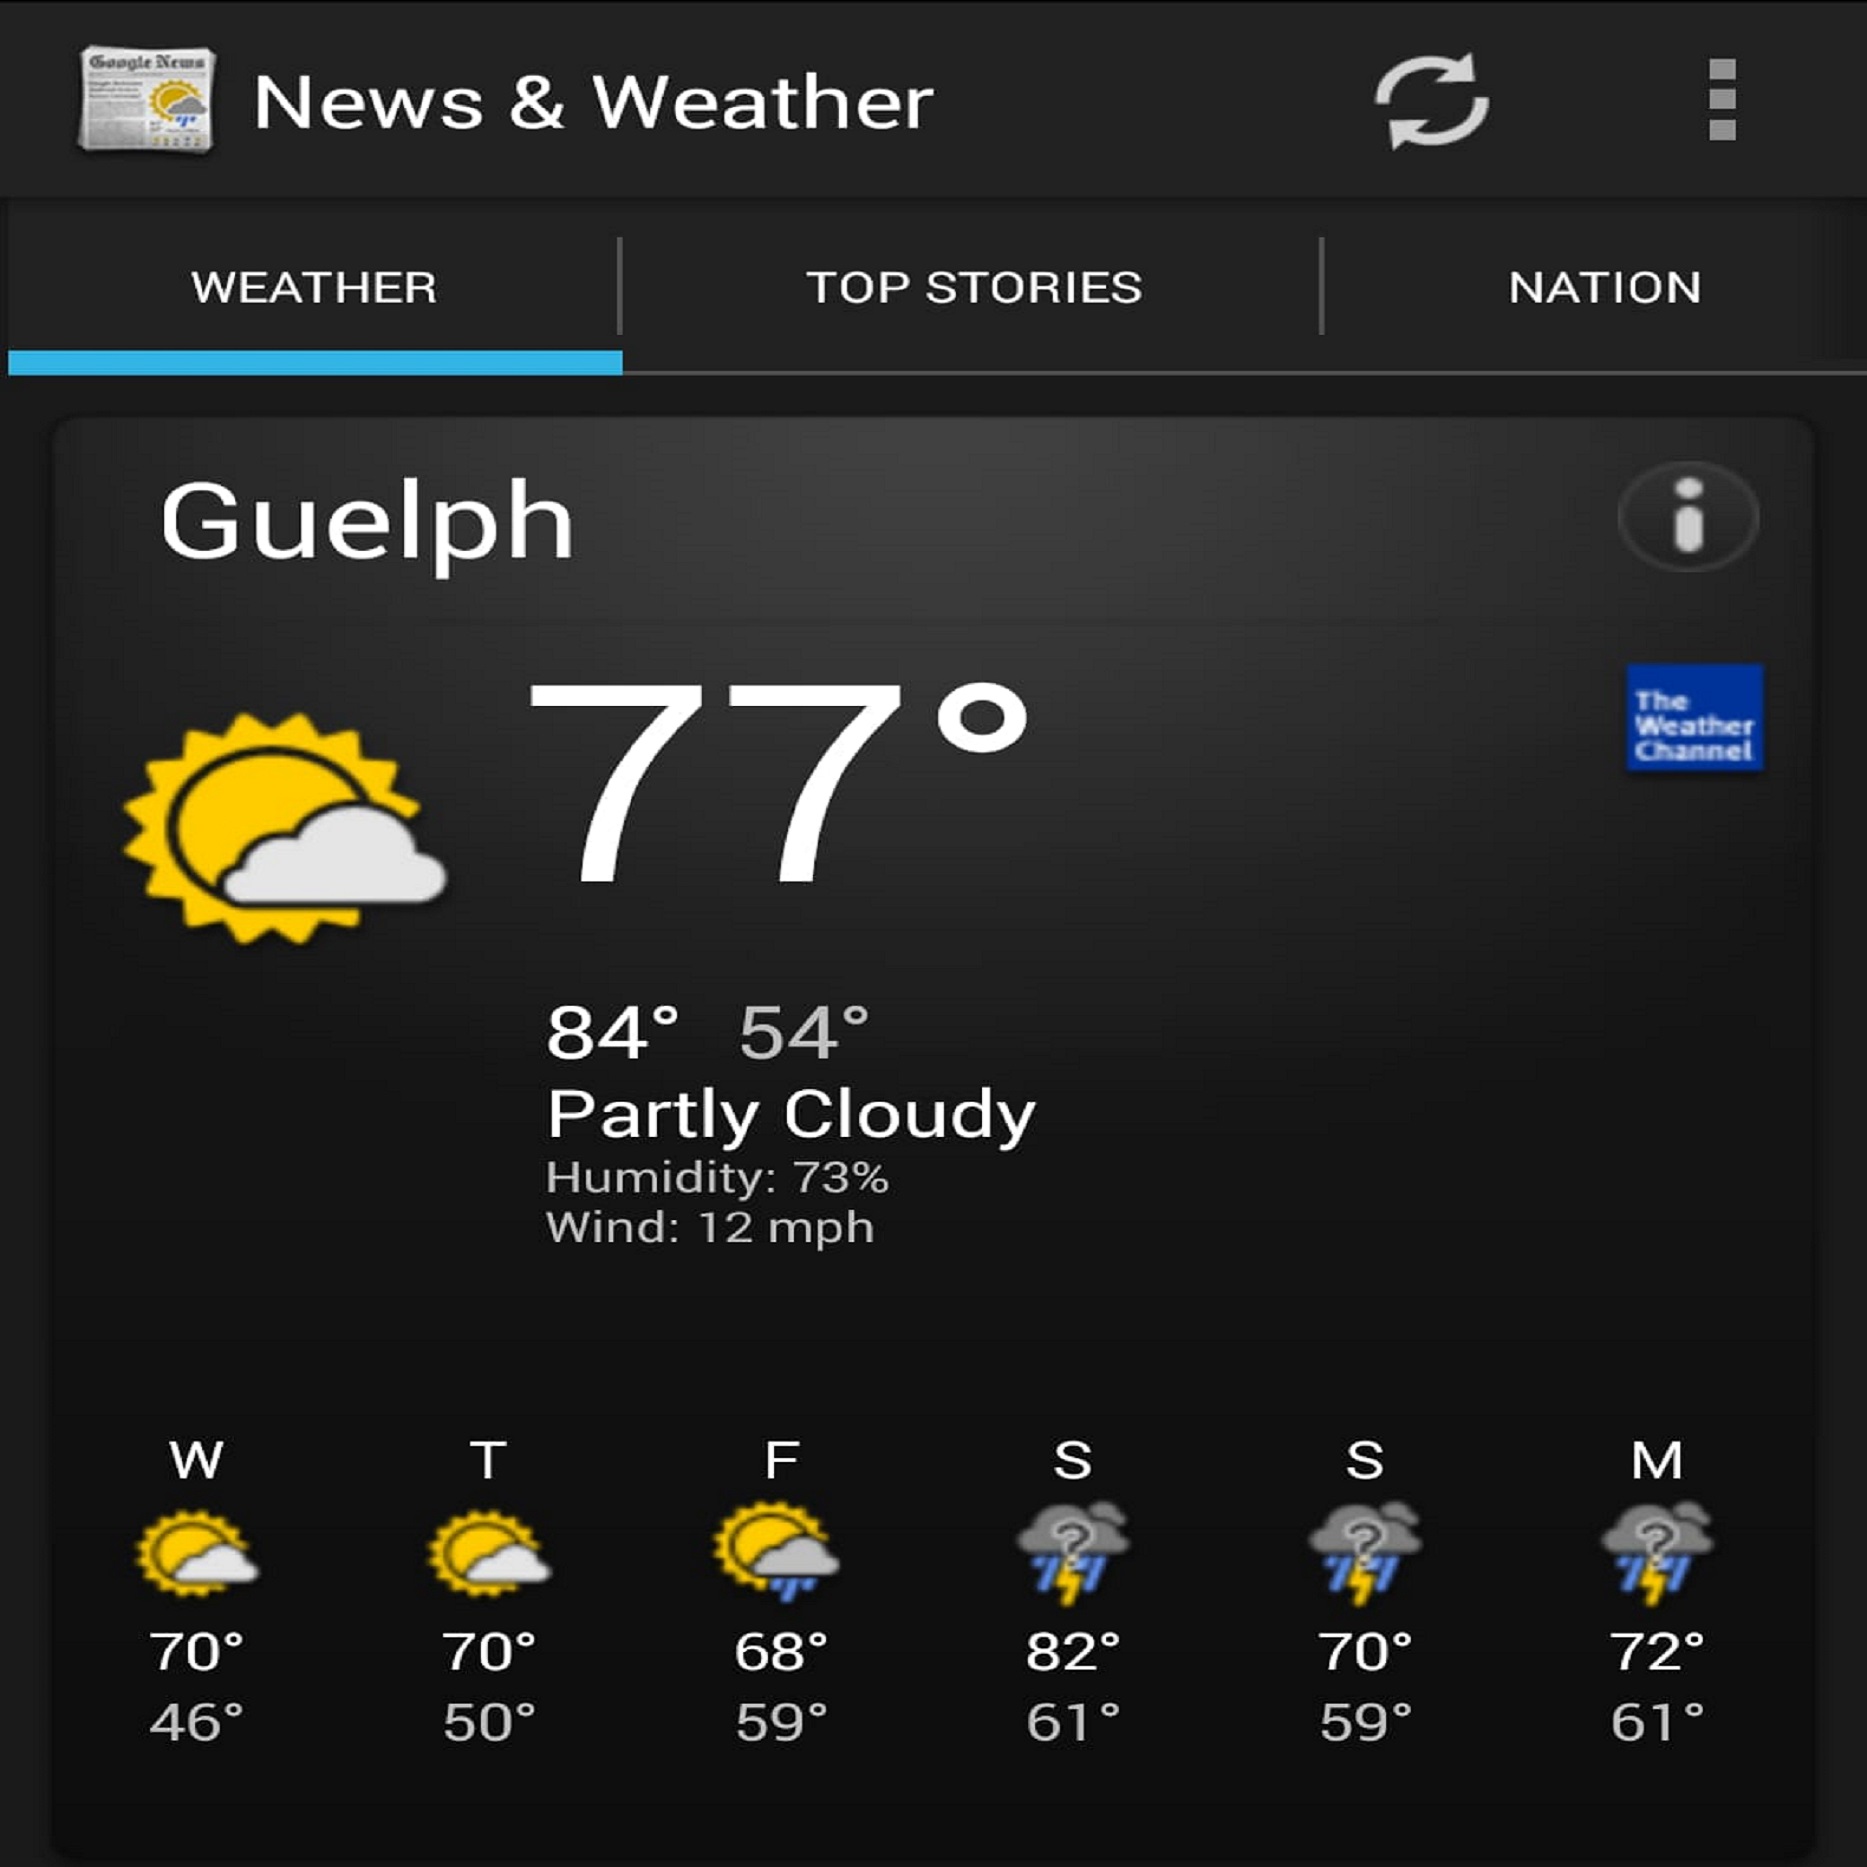 Google News
News & Weather
WEATHER
TOP STORIES
NATION
Guelph
77°
The
Weather
Channel
84° 54°
Partly Cloudy
Humidity: 73%
Wind: 12 mph
W T F S S M
? ? ?
70° 70° 68° 82° 70° 72°
46° 50° 59° 61° 59° 61°